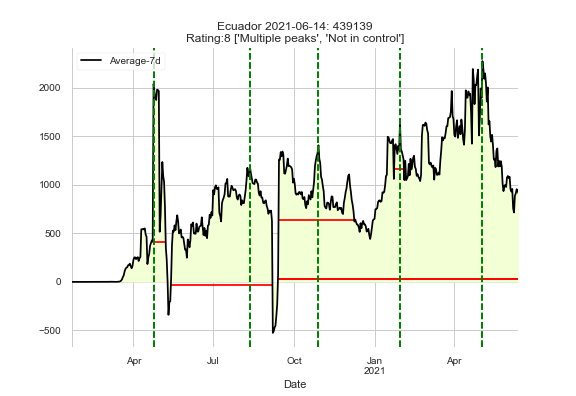 Ecuador 2021-06-14: 439139
Rating:8 ['Multiple peaks', 'Not in control']
Average-7d
2000
1500
1000
500
0
−500
Apr
Jul
Oct
Jan
2021
Apr
Date